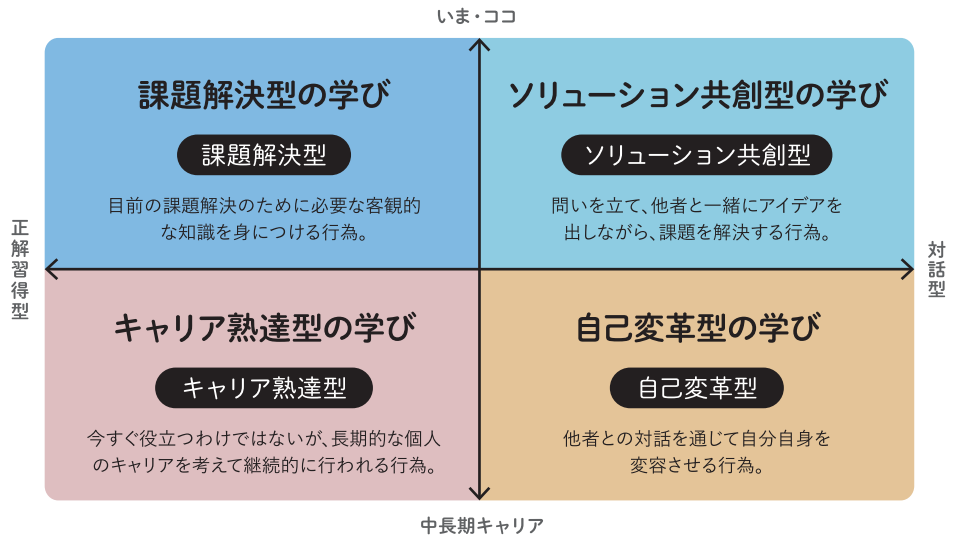 いま・ココ
課題解決型の学び
課題解決型
目前の課題解決のために必要な客観的
な知識を身につける行為。
ソリューション共創型の学び
ソリューション共創型
問いを立て、他者と一緒にアイデアを
出しながら、課題を解決する行為。
正解習得型
対話型
キャリア熟達型の学び
キャリア熟達型
今すぐ役立つわけではないが、長期的な個人
のキャリアを考えて継続的に行われる行為。
自己変革型の学び
自己変革型
他者との対話を通じて自分自身を
変容させる行為。
中長期キャリア